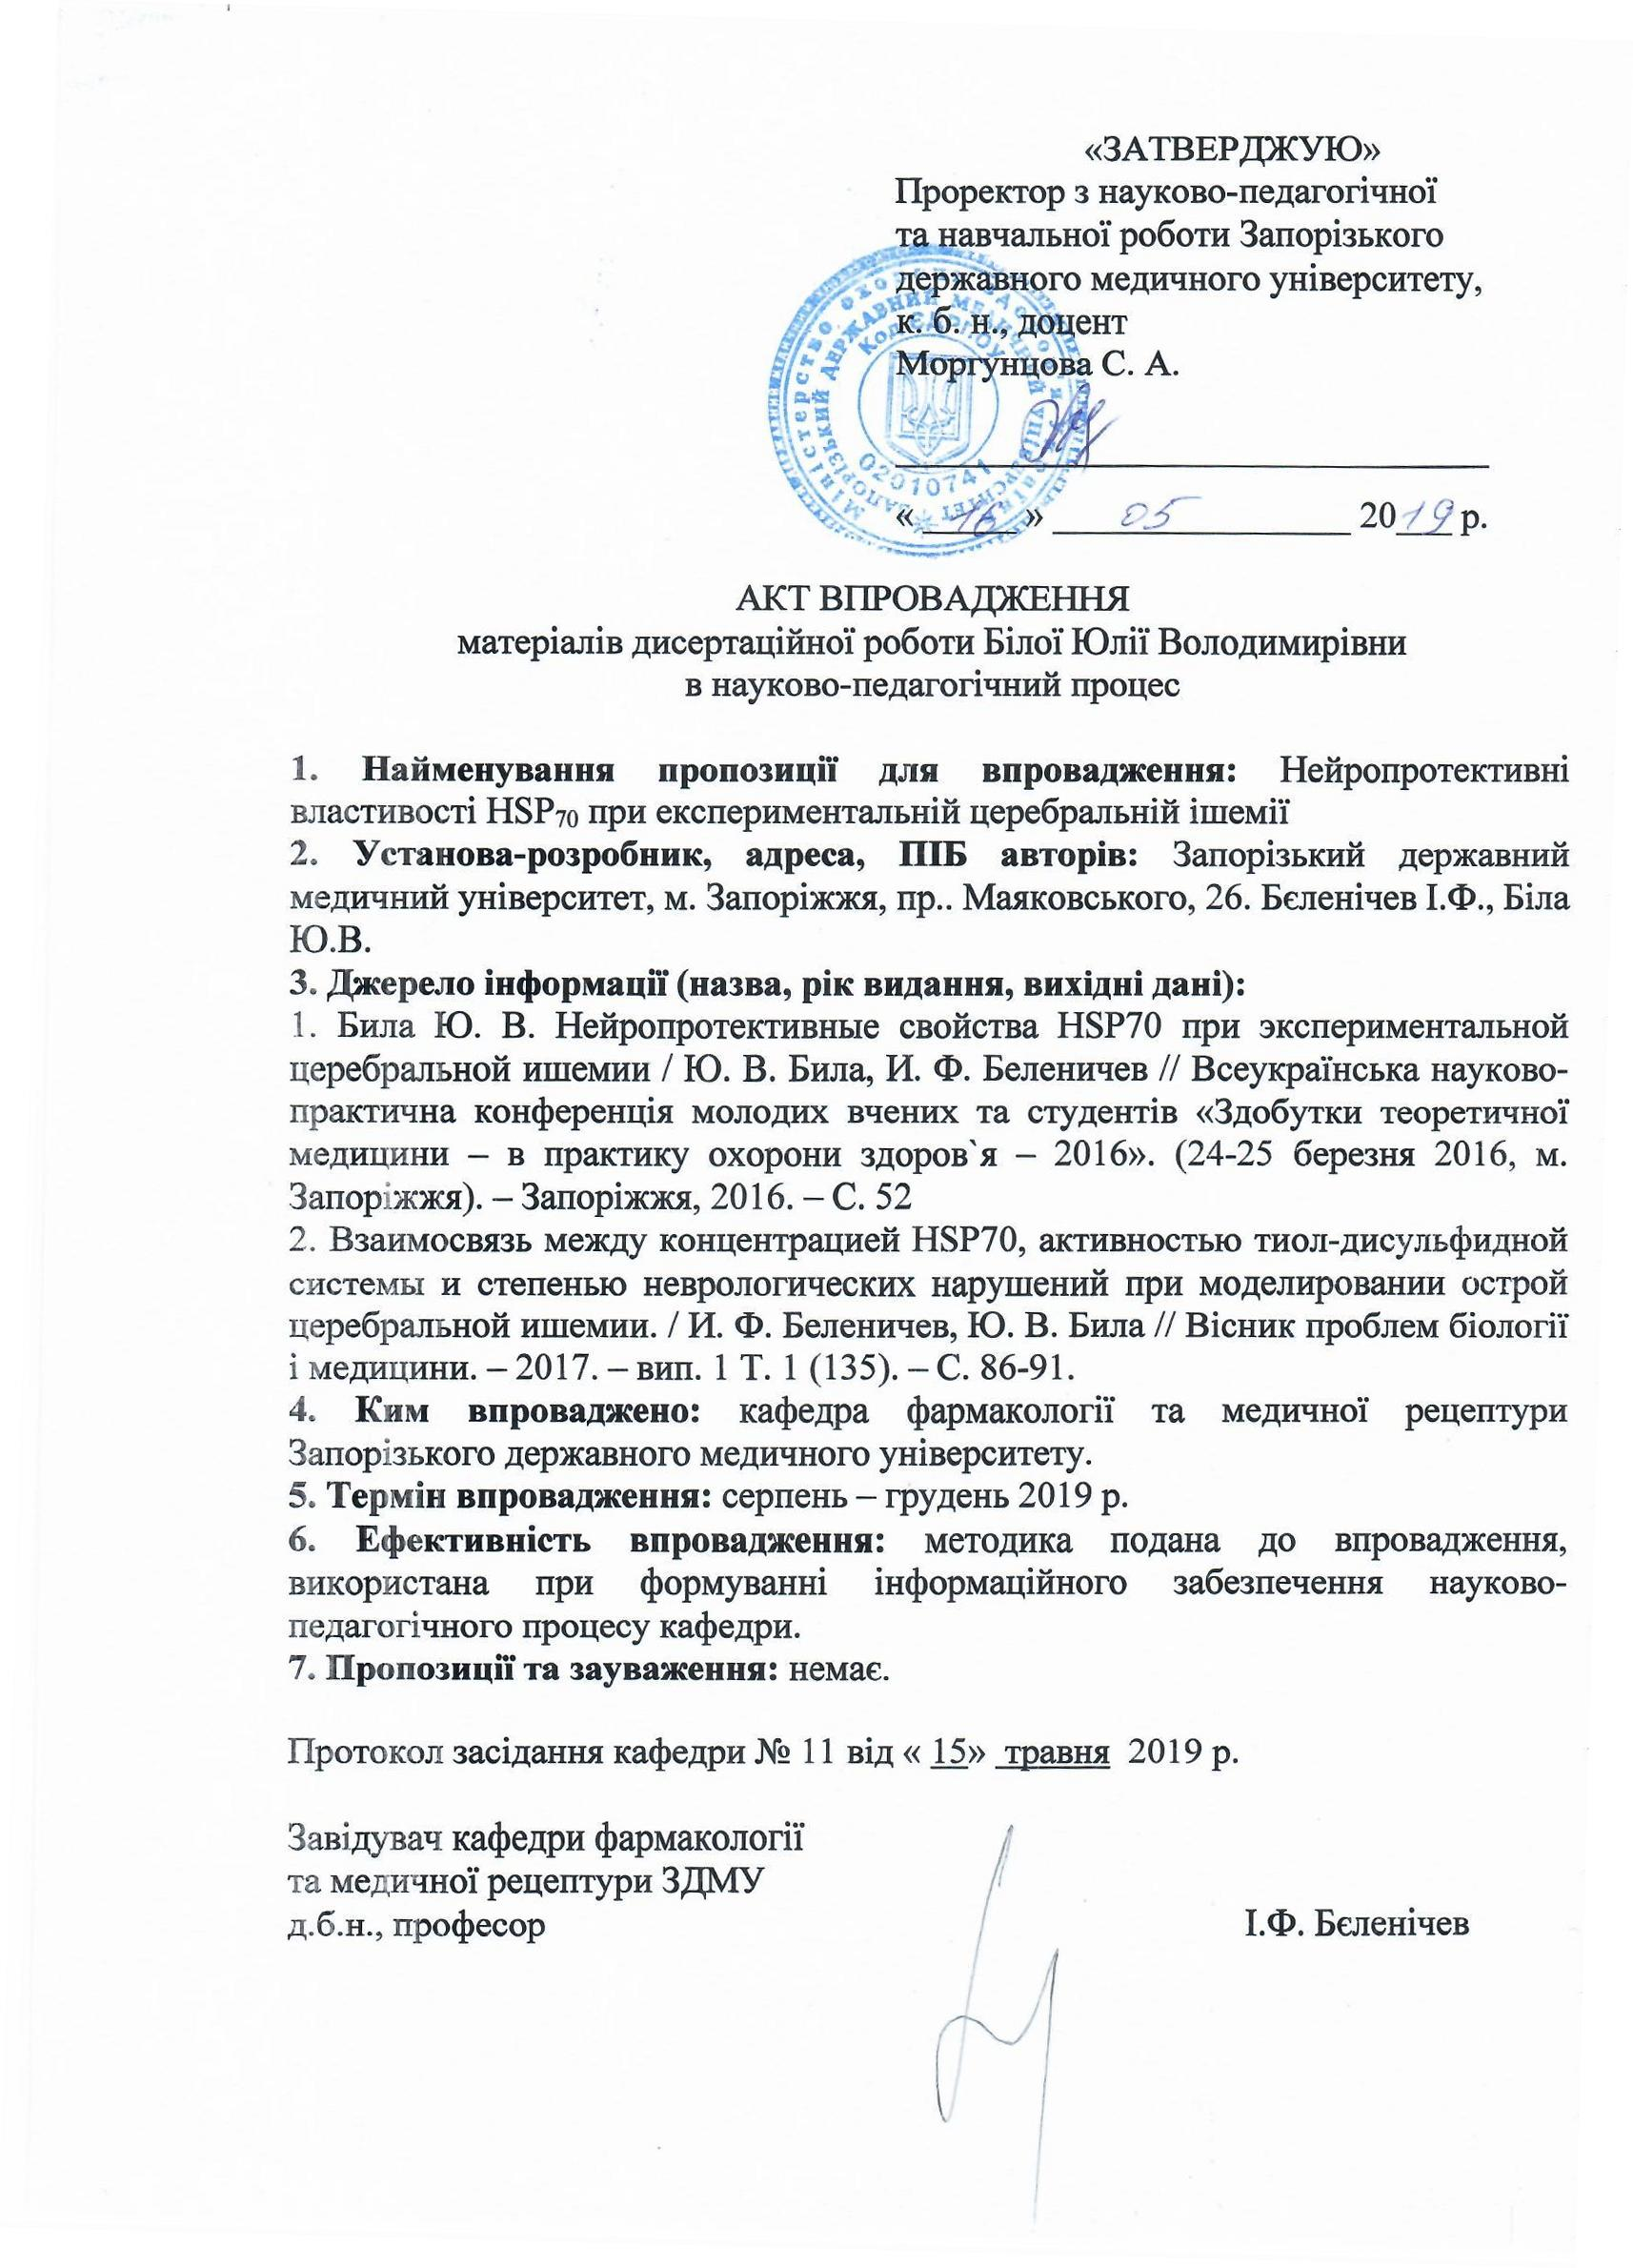 «ЗАТВЕРДЖУЮ»
Проректор з науково-педагогічної
та навчальної роботи Запорізького
державного медичного університету,
к. б. н., доцент
Моргунцова С. А.
Міністерство охорони
ЗАПОРІЗЬКИЙ ДЕРЖАВНИЙ МЕДИЧНИЙ УНІВЕРСИТЕТ
Код ЄДРПОУ
02010741
« 16 » 05 2019 р.
АКТ ВПРОВАДЖЕННЯ
матеріалів дисертаційної роботи Білої Юлії Володимирівни
в науково-педагогічний процес
1. Найменування пропозиції для впровадження: Нейропротективні
властивості HSP₇₀ при експериментальній церебральній ішемії
2. Установа-розробник, адреса, ПІБ авторів: Запорізький державний
медичний університет, м. Запоріжжя, пр.. Маяковського, 26. Бєленічев І.Ф., Біла
Ю.В.
3. Джерело інформації (назва, рік видання, вихідні дані):
1. Била Ю. В. Нейропротективные свойства HSP70 при экспериментальной
церебральной ишемии / Ю. В. Била, И. Ф. Беленичев // Всеукраїнська науково-
практична конференція молодих вчених та студентів «Здобутки теоретичної
медицини – в практику охорони здоров`я – 2016». (24-25 березня 2016, м.
Запоріжжя). – Запоріжжя, 2016. – С. 52
2. Взаимосвязь между концентрацией HSP70, активностью тиол-дисульфидной
системы и степенью неврологических нарушений при моделировании острой
церебральной ишемии. / И. Ф. Беленичев, Ю. В. Била // Вісник проблем біології
і медицини. – 2017. – вип. 1 Т. 1 (135). – С. 86-91.
4. Ким впроваджено: кафедра фармакології та медичної рецептури
Запорізького державного медичного університету.
5. Термін впровадження: серпень – грудень 2019 р.
6. Ефективність впровадження: методика подана до впровадження,
використана при формуванні інформаційного забезпечення науково-
педагогічного процесу кафедри.
7. Пропозиції та зауваження: немає.
Протокол засідання кафедри № 11 від « 15» травня 2019 р.
Завідувач кафедри фармакології
та медичної рецептури ЗДМУ
д.б.н., професор І.Ф. Бєленічев